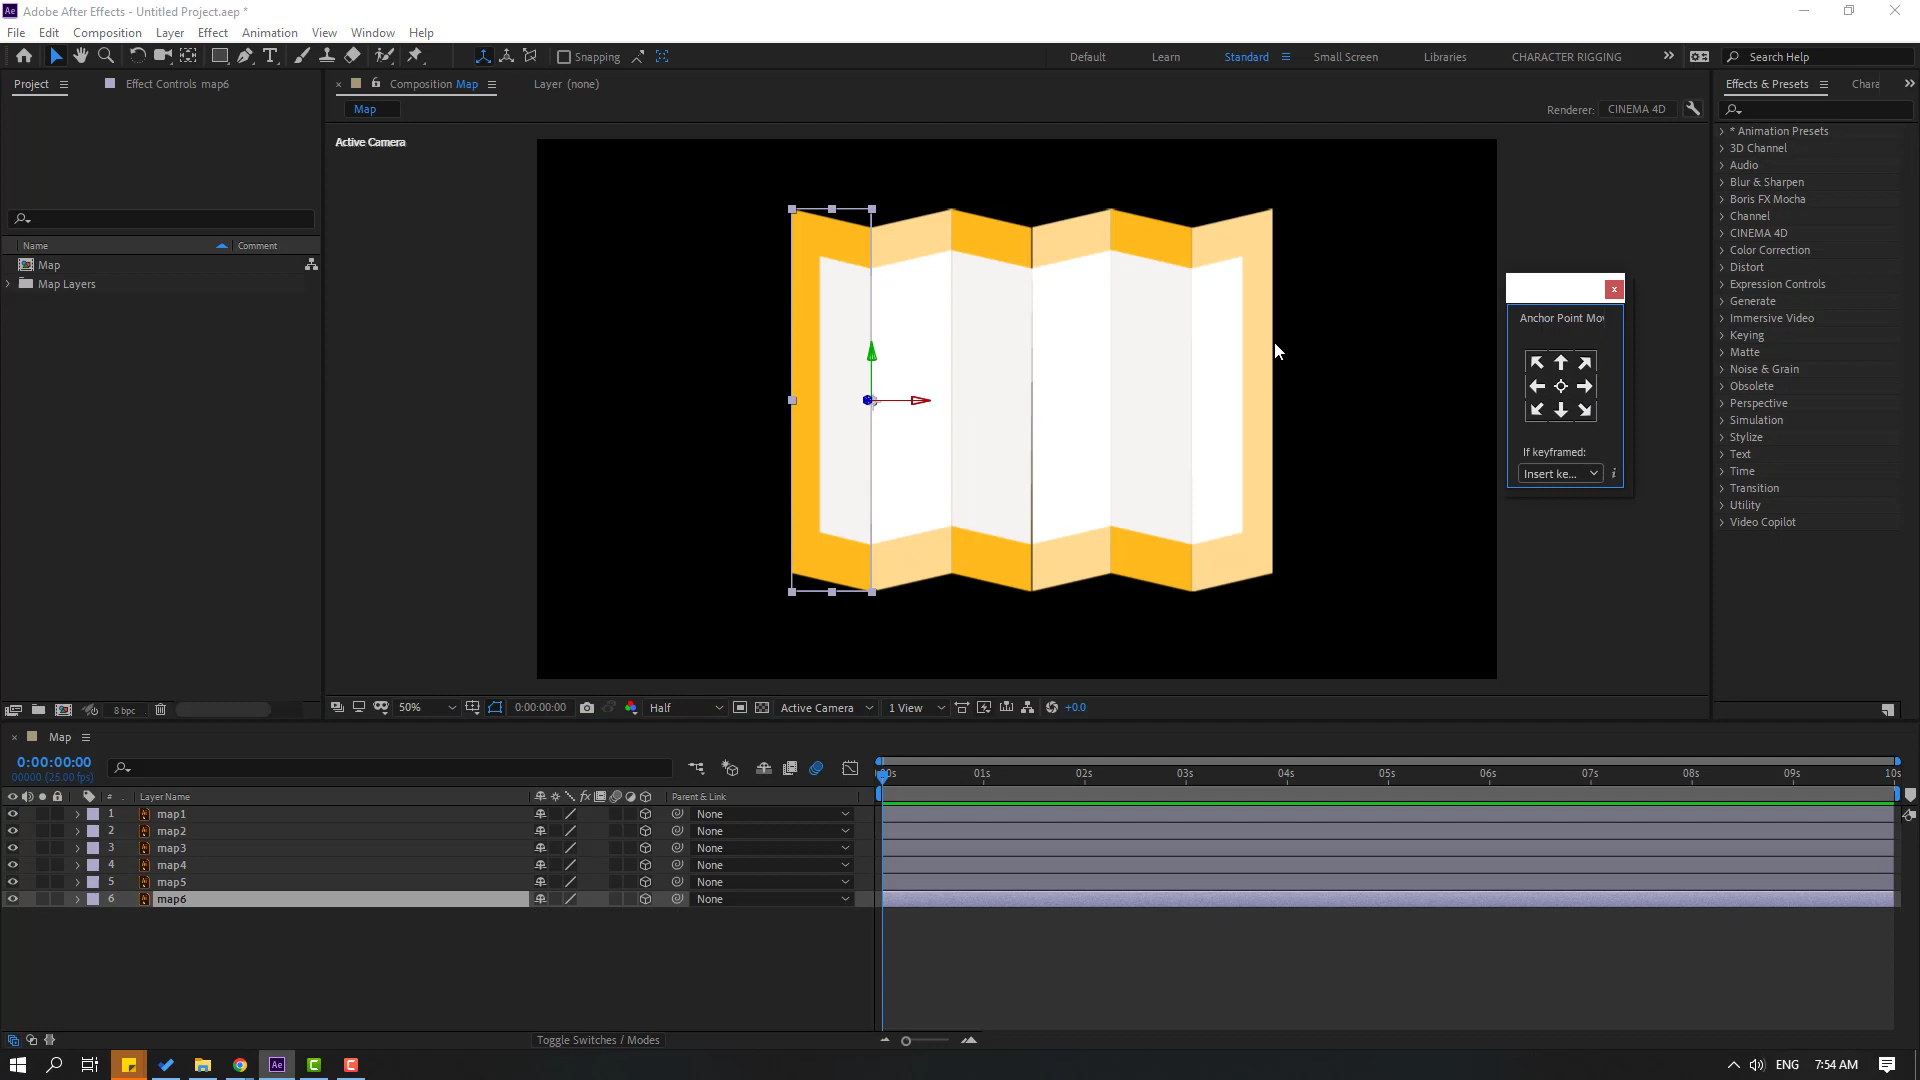 Adobe After Effects - Untitled Project.aep *
File Edit Composition Layer Effect Animation View Window Help
Snapping
Default Learn Standard Small Screen Libraries CHARACTER RIGGING
Search Help
Project
Effect Controls map6
Composition Map
Layer (none)
Map
Renderer: CINEMA 4D
Active Camera
Name Comment
Map
Map Layers
8 bpc
Effects & Presets
Chara
* Animation Presets
3D Channel
Audio
Blur & Sharpen
Boris FX Mocha
Channel
CINEMA 4D
Color Correction
Distort
Expression Controls
Generate
Immersive Video
Keying
Matte
Noise & Grain
Obsolete
Perspective
Simulation
Stylize
Text
Time
Transition
Utility
Video Copilot
x
Anchor Point Mov
If keyframed:
Insert ke...
i
50% 0:00:00:00 Half Active Camera 1 View +0.0
Map
0:00:00:00
00000 (25.00 fps)
# Layer Name fx Parent & Link
1 map1 None
2 map2 None
3 map3 None
4 map4 None
5 map5 None
6 map6 None
00s 01s 02s 03s 04s 05s 06s 07s 08s 09s 10s
Toggle Switches / Modes
Ae
ENG
7:54 AM